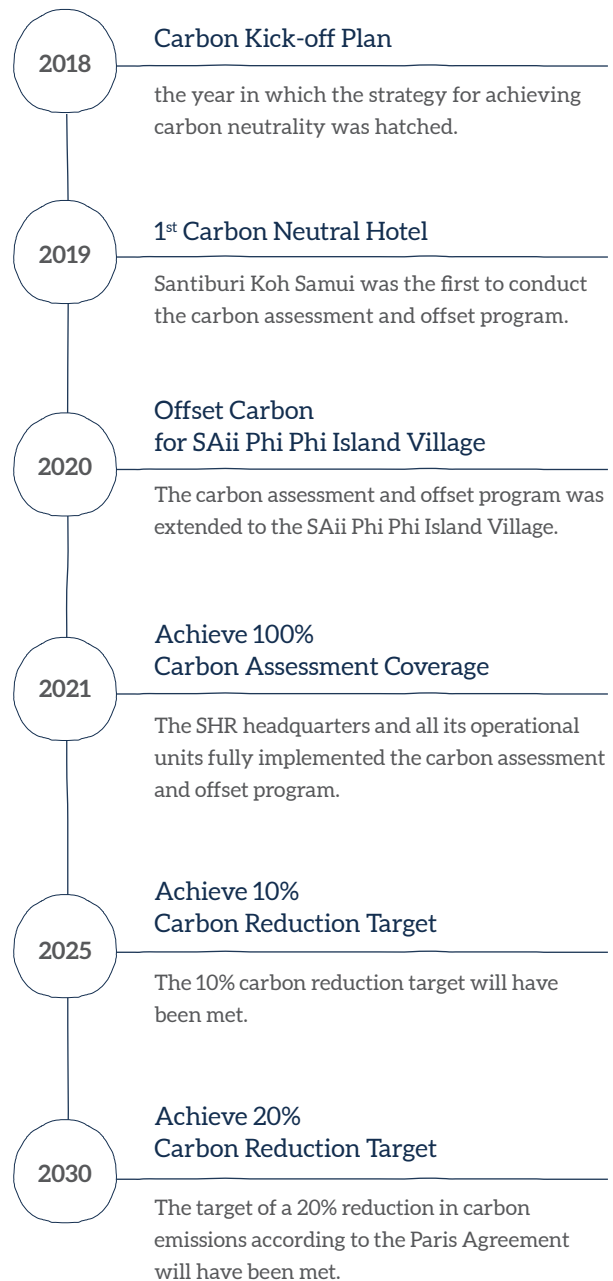 2018
Carbon Kick-off Plan
the year in which the strategy for achieving
carbon neutrality was hatched.
2019
1st Carbon Neutral Hotel
Santiburi Koh Samui was the first to conduct
the carbon assessment and offset program.
2020
Offset Carbon
for SAii Phi Phi Island Village
The carbon assessment and offset program was
extended to the SAii Phi Phi Island Village.
2021
Achieve 100%
Carbon Assessment Coverage
The SHR headquarters and all its operational
units fully implemented the carbon assessment
and offset program.
2025
Achieve 10%
Carbon Reduction Target
The 10% carbon reduction target will have
been met.
2030
Achieve 20%
Carbon Reduction Target
The target of a 20% reduction in carbon
emissions according to the Paris Agreement
will have been met.